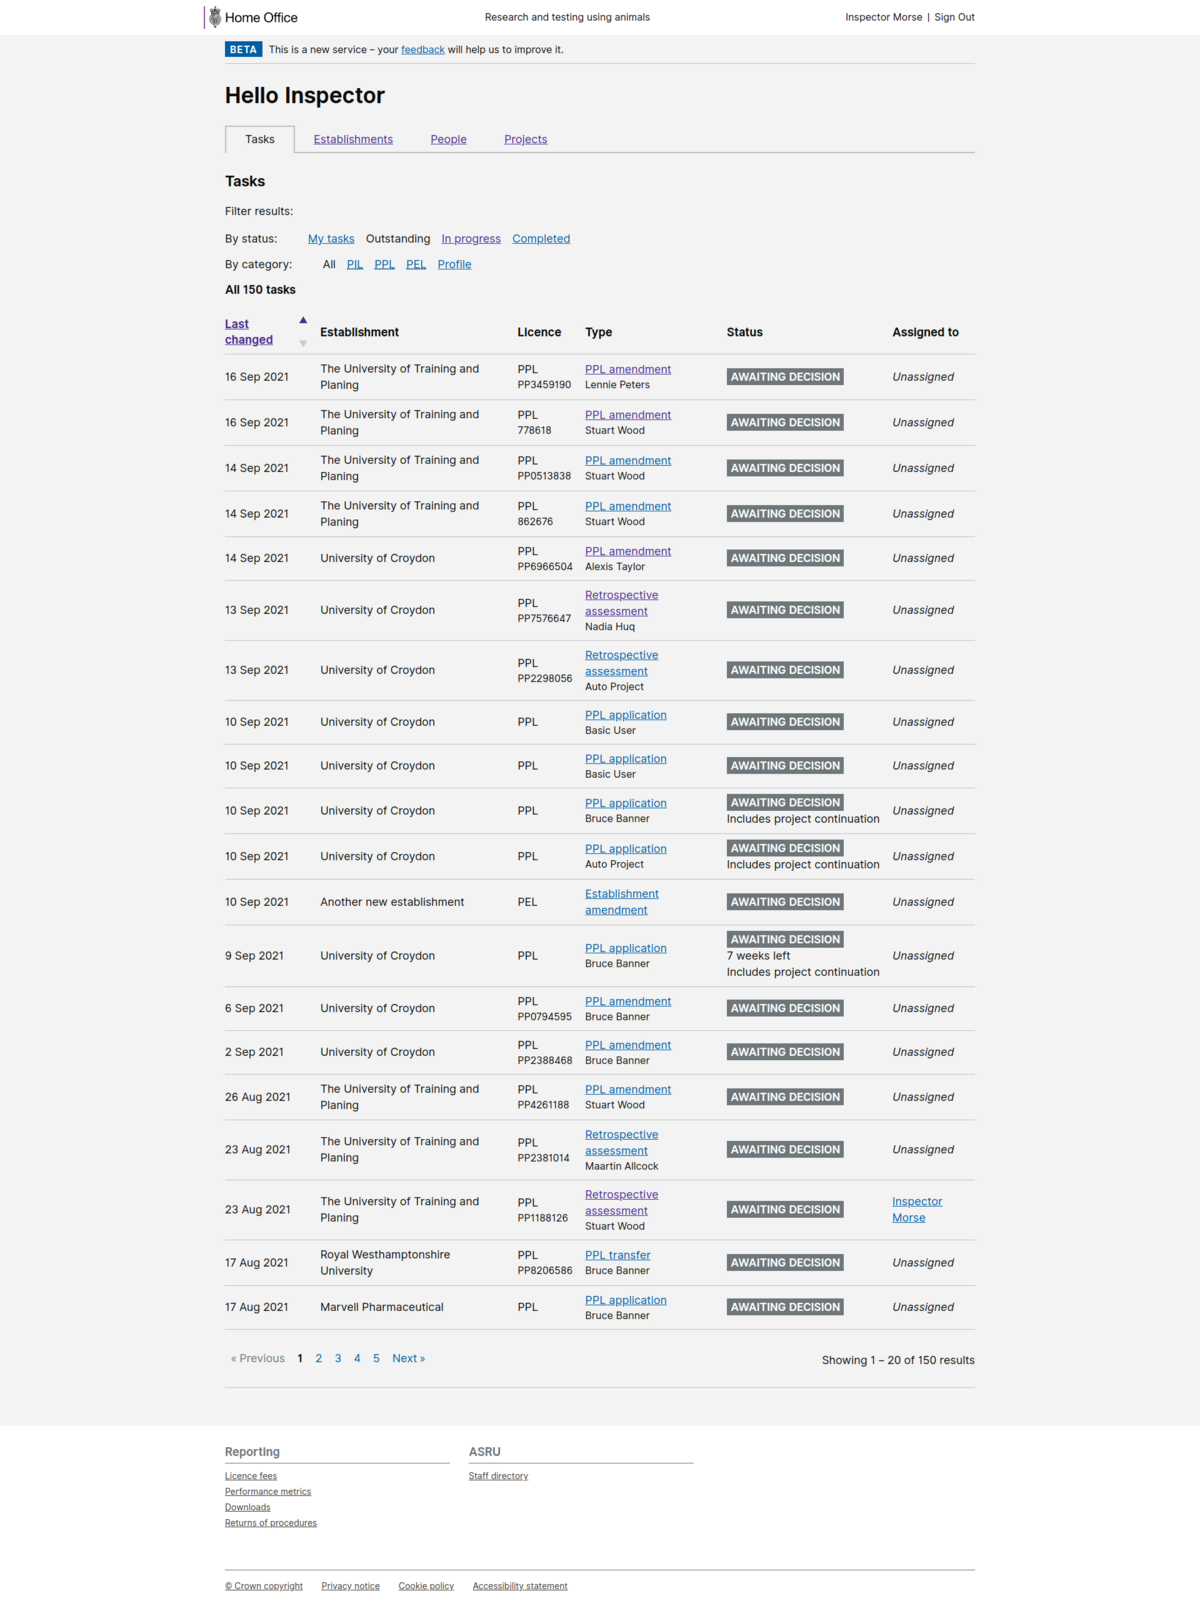 Home Office
Research and testing using animals
Inspector Morse | Sign Out
BETA This is a new service – your feedback will help us to improve it.
Hello Inspector
Tasks Establishments People Projects
Tasks
Filter results:
By status: My tasks Outstanding In progress Completed
By category: All PIL PPL PEL Profile
All 150 tasks
Last changed ▲ ▼ Establishment Licence Type Status Assigned to
16 Sep 2021 The University of Training and Planing PPL PP3459190 PPL amendment Lennie Peters AWAITING DECISION Unassigned
16 Sep 2021 The University of Training and Planing PPL 778618 PPL amendment Stuart Wood AWAITING DECISION Unassigned
14 Sep 2021 The University of Training and Planing PPL PP0513838 PPL amendment Stuart Wood AWAITING DECISION Unassigned
14 Sep 2021 The University of Training and Planing PPL 862676 PPL amendment Stuart Wood AWAITING DECISION Unassigned
14 Sep 2021 University of Croydon PPL PP6966504 PPL amendment Alexis Taylor AWAITING DECISION Unassigned
13 Sep 2021 University of Croydon PPL PP7576647 Retrospective assessment Nadia Huq AWAITING DECISION Unassigned
13 Sep 2021 University of Croydon PPL PP2298056 Retrospective assessment Auto Project AWAITING DECISION Unassigned
10 Sep 2021 University of Croydon PPL PPL application Basic User AWAITING DECISION Unassigned
10 Sep 2021 University of Croydon PPL PPL application Basic User AWAITING DECISION Unassigned
10 Sep 2021 University of Croydon PPL PPL application Bruce Banner AWAITING DECISION Includes project continuation Unassigned
10 Sep 2021 University of Croydon PPL PPL application Auto Project AWAITING DECISION Includes project continuation Unassigned
10 Sep 2021 Another new establishment PEL Establishment amendment AWAITING DECISION Unassigned
9 Sep 2021 University of Croydon PPL PPL application Bruce Banner AWAITING DECISION 7 weeks left Includes project continuation Unassigned
6 Sep 2021 University of Croydon PPL PP0794595 PPL amendment Bruce Banner AWAITING DECISION Unassigned
2 Sep 2021 University of Croydon PPL PP2388468 PPL amendment Bruce Banner AWAITING DECISION Unassigned
26 Aug 2021 The University of Training and Planing PPL PP4261188 PPL amendment Stuart Wood AWAITING DECISION Unassigned
23 Aug 2021 The University of Training and Planing PPL PP2381014 Retrospective assessment Maartin Allcock AWAITING DECISION Unassigned
23 Aug 2021 The University of Training and Planing PPL PP1188126 Retrospective assessment Stuart Wood AWAITING DECISION Inspector Morse
17 Aug 2021 Royal Westhamptonshire University PPL PP8206586 PPL transfer Bruce Banner AWAITING DECISION Unassigned
17 Aug 2021 Marvell Pharmaceutical PPL PPL application Bruce Banner AWAITING DECISION Unassigned
« Previous 1 2 3 4 5 Next »
Showing 1 – 20 of 150 results
Reporting
Licence fees
Performance metrics
Downloads
Returns of procedures
ASRU
Staff directory
© Crown copyright Privacy notice Cookie policy Accessibility statement